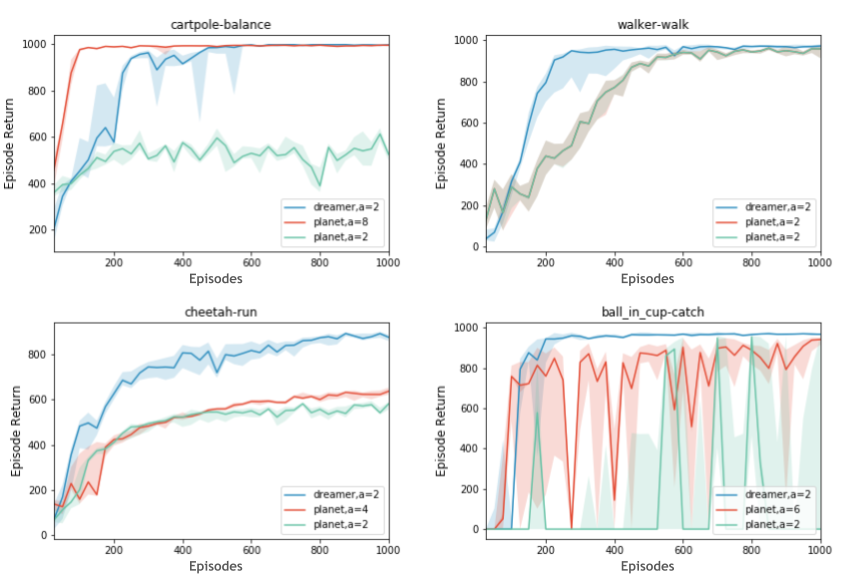 cartpole-balance
Episode Return
1000
800
600
400
200
200 400 600 800 1000
Episodes
dreamer,a=2
planet,a=8
planet,a=2
walker-walk
Episode Return
1000
800
600
400
200
0
200 400 600 800 1000
Episodes
dreamer,a=2
planet,a=2
planet,a=2
cheetah-run
Episode Return
800
600
400
200
0
200 400 600 800 1000
Episodes
dreamer,a=2
planet,a=4
planet,a=2
ball_in_cup-catch
Episode Return
1000
800
600
400
200
0
200 400 600 800 1000
Episodes
dreamer,a=2
planet,a=6
planet,a=2